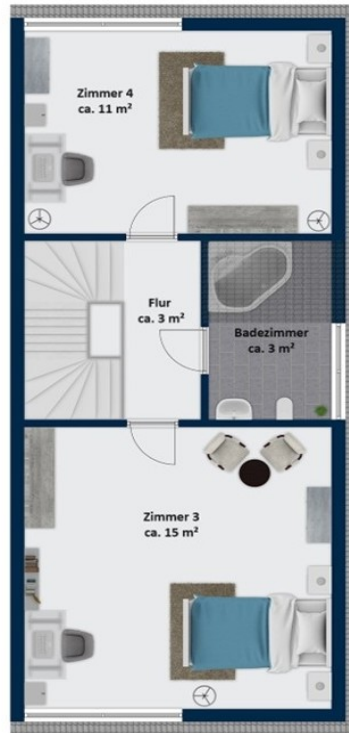 Zimmer 4
ca. 11 m²
Flur
ca. 3 m²
Badezimmer
ca. 3 m²
Zimmer 3
ca. 15 m²